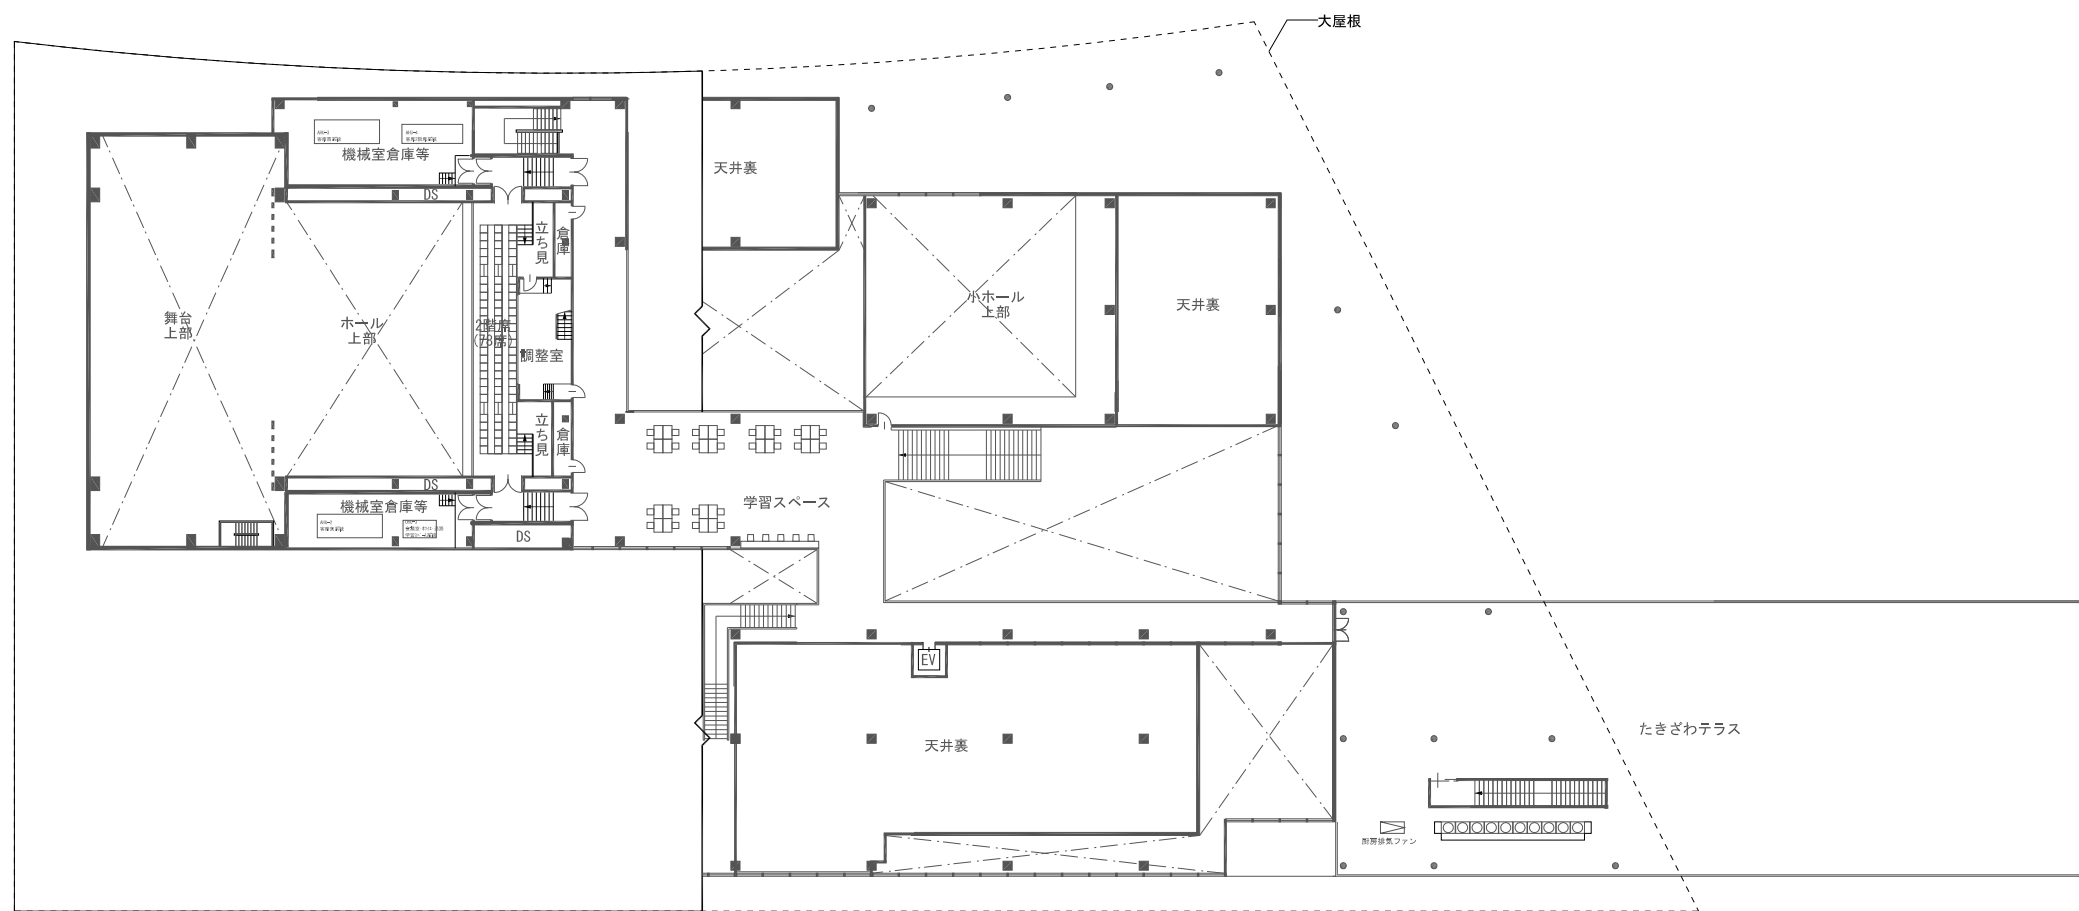 大屋根
機械室倉庫等
DS
天井裏
立ち見
倉庫
舞台
上部
ホール
上部
2階席
(78席)
調整室
小ホール
上部
天井裏
立ち見
倉庫
DS
機械室倉庫等
DS
学習スペース
EV
天井裏
たきざわテラス
厨房排気ファン